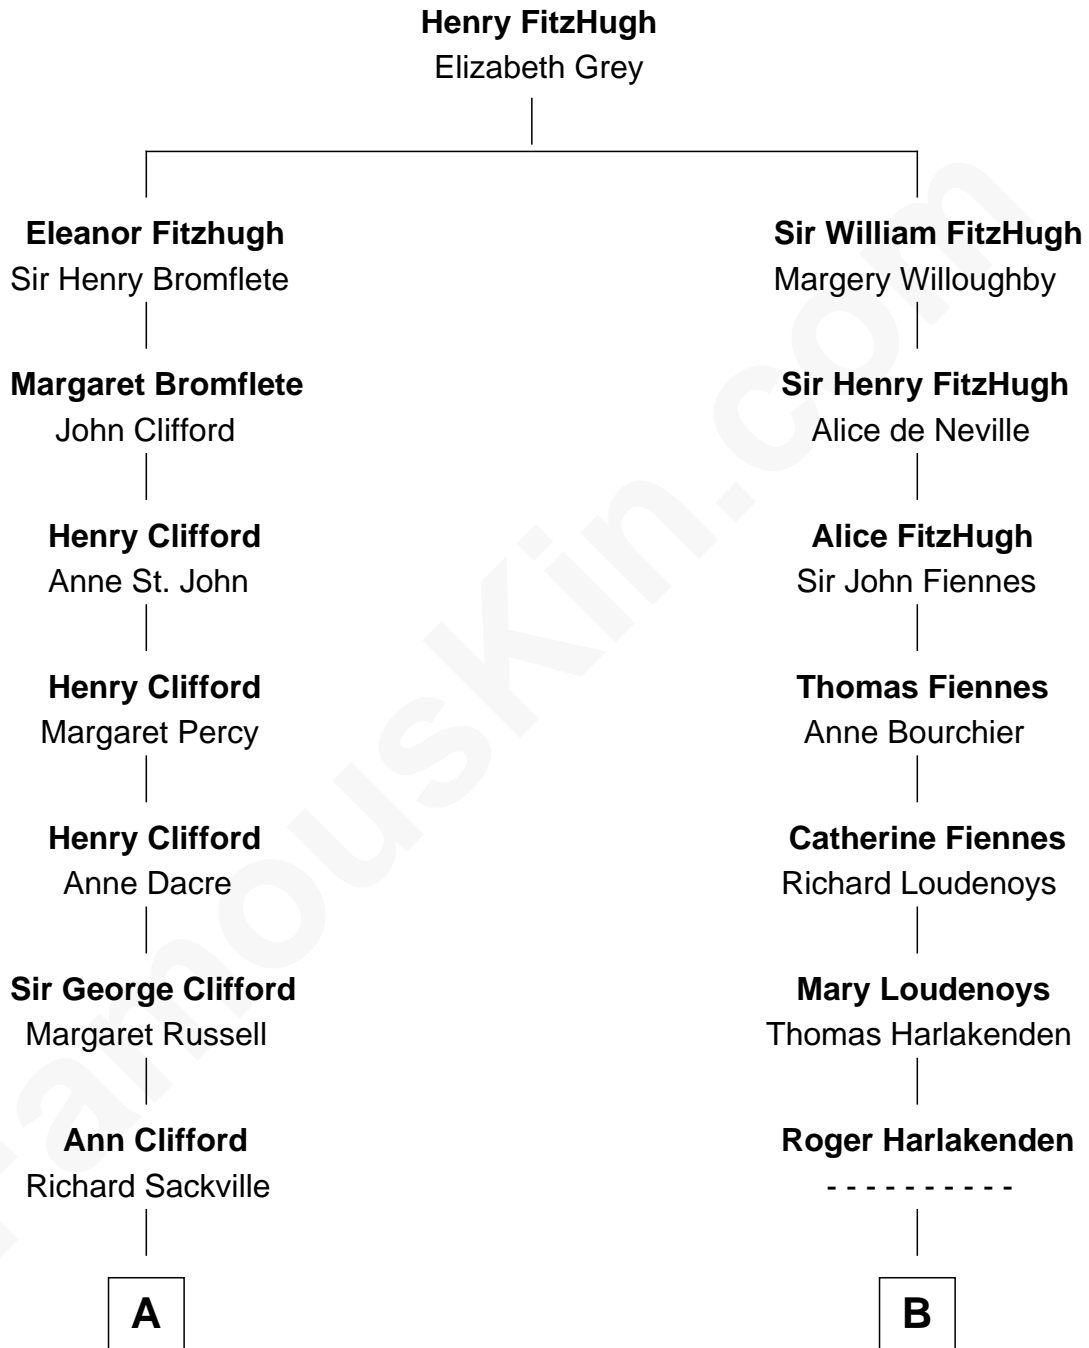 Henry FitzHugh
Elizabeth Grey
Eleanor Fitzhugh
Sir Henry Bromflete
Margaret Bromflete
John Clifford
Henry Clifford
Anne St. John
Henry Clifford
Margaret Percy
Henry Clifford
Anne Dacre
Sir George Clifford
Margaret Russell
Ann Clifford
Richard Sackville
A
Sir William FitzHugh
Margery Willoughby
Sir Henry FitzHugh
Alice de Neville
Alice FitzHugh
Sir John Fiennes
Thomas Fiennes
Anne Bourchier
Catherine Fiennes
Richard Loudenoys
Mary Loudenoys
Thomas Harlakenden
Roger Harlakenden
- - - - - - - - - -
B
FamousKin.com